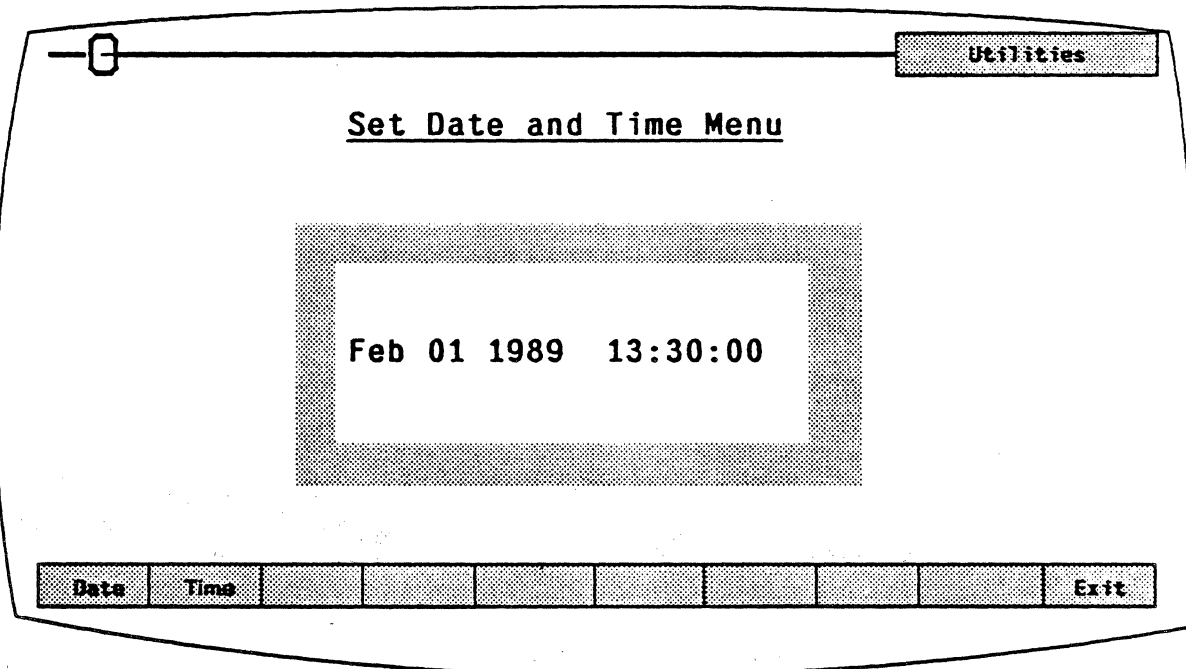 Utilities
Set Date and Time Menu
Feb 01 1989 13:30:00
Date Time Exit